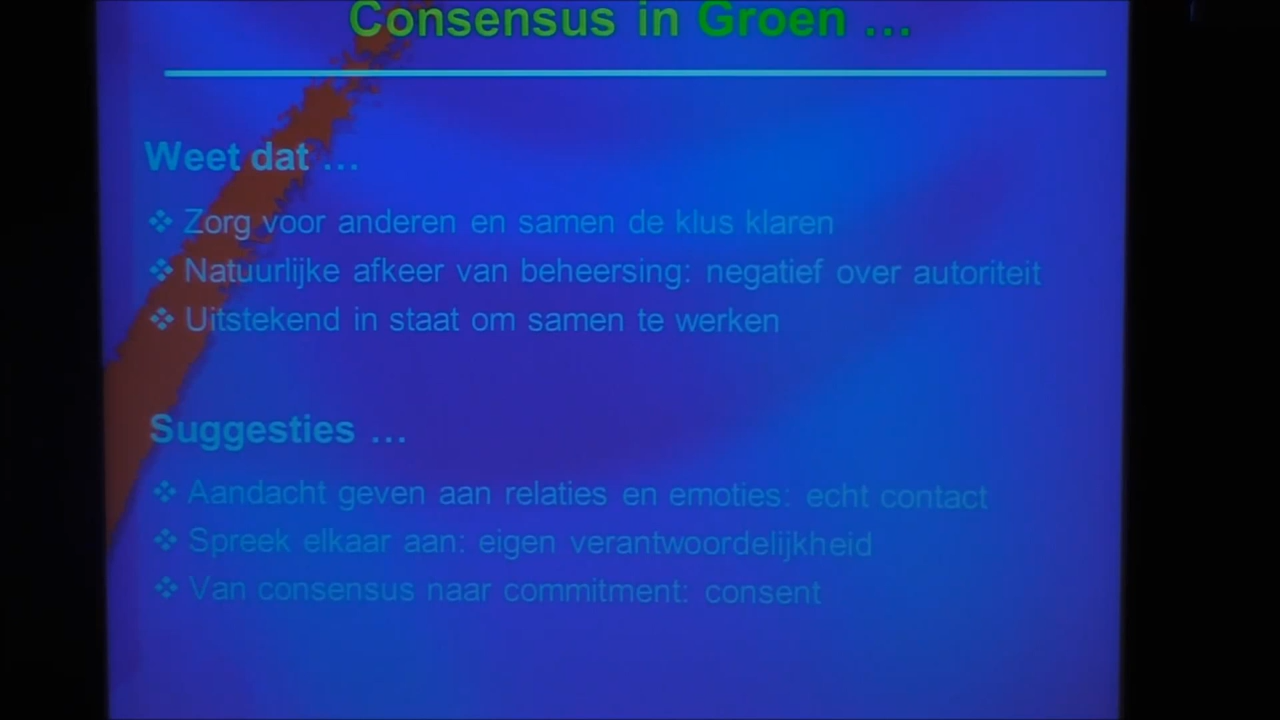 Consensus in Groen ...
Weet dat ...
❖ Zorg voor anderen en samen de klus klaren
❖ Natuurlijke afkeer van beheersing: negatief over autoriteit
❖ Uitstekend in staat om samen te werken
Suggesties ...
❖ Aandacht geven aan relaties en emoties: echt contact
❖ Spreek elkaar aan: eigen verantwoordelijkheid
❖ Van consensus naar commitment: consent